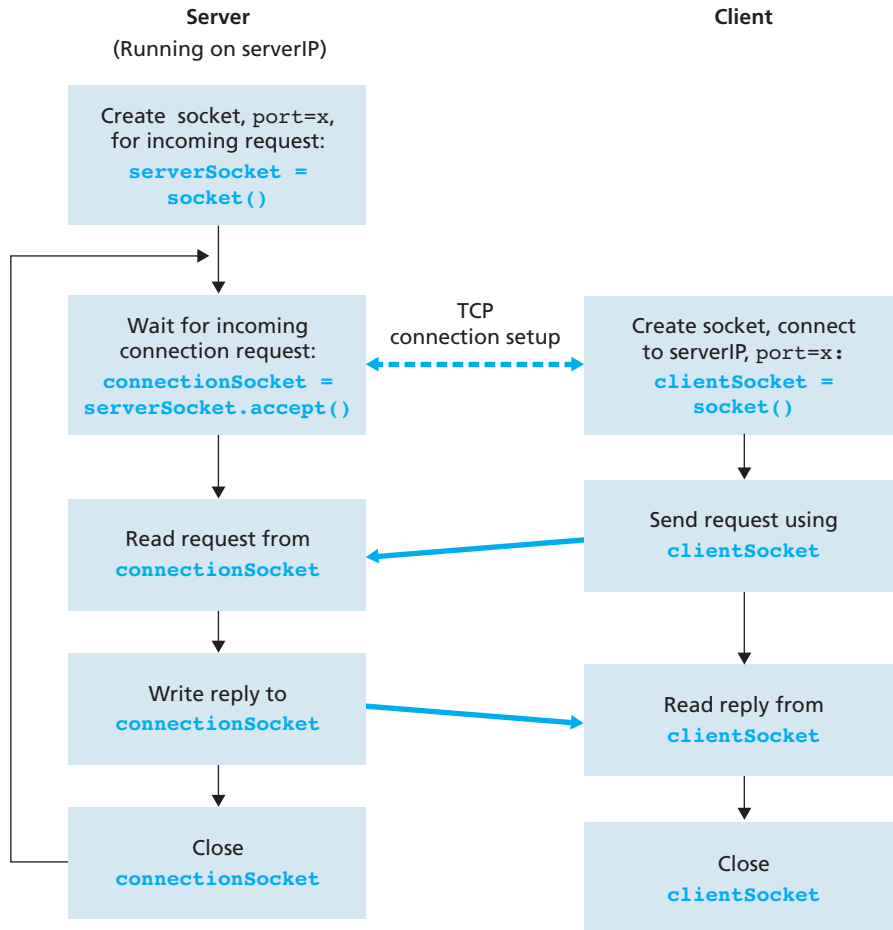 Server
(Running on serverIP)
Create socket, port=x,
for incoming request:
serverSocket =
socket()
Wait for incoming
connection request:
connectionSocket =
serverSocket.accept()
Read request from
connectionSocket
Write reply to
connectionSocket
Close
connectionSocket
TCP
connection setup
Client
Create socket, connect
to serverIP, port=x:
clientSocket =
socket()
Send request using
clientSocket
Read reply from
clientSocket
Close
clientSocket